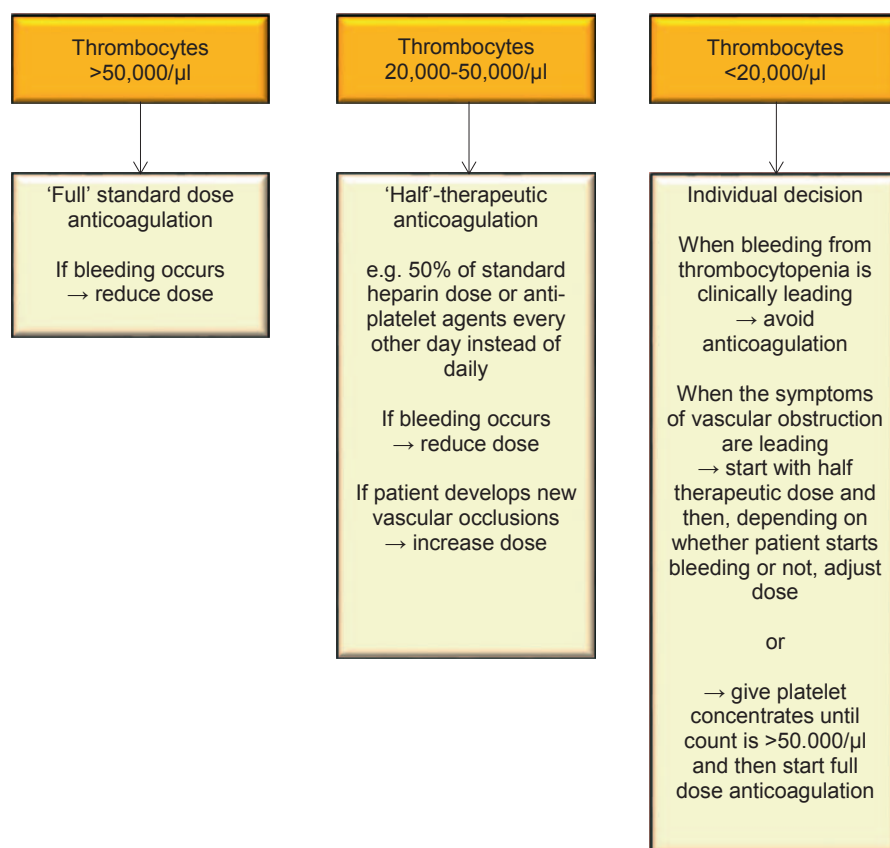 Thrombocytes
>50,000/µl
Thrombocytes
20,000-50,000/µl
Thrombocytes
<20,000/µl
‘Full’ standard dose
anticoagulation
If bleeding occurs
→ reduce dose
‘Half’-therapeutic
anticoagulation
e.g. 50% of standard
heparin dose or anti-
platelet agents every
other day instead of
daily
If bleeding occurs
→ reduce dose
If patient develops new
vascular occlusions
→ increase dose
Individual decision
When bleeding from
thrombocytopenia is
clinically leading
→ avoid
anticoagulation
When the symptoms
of vascular obstruction
are leading
→ start with half
therapeutic dose and
then, depending on
whether patient starts
bleeding or not, adjust
dose
or
→ give platelet
concentrates until
count is >50.000/µl
and then start full
dose anticoagulation